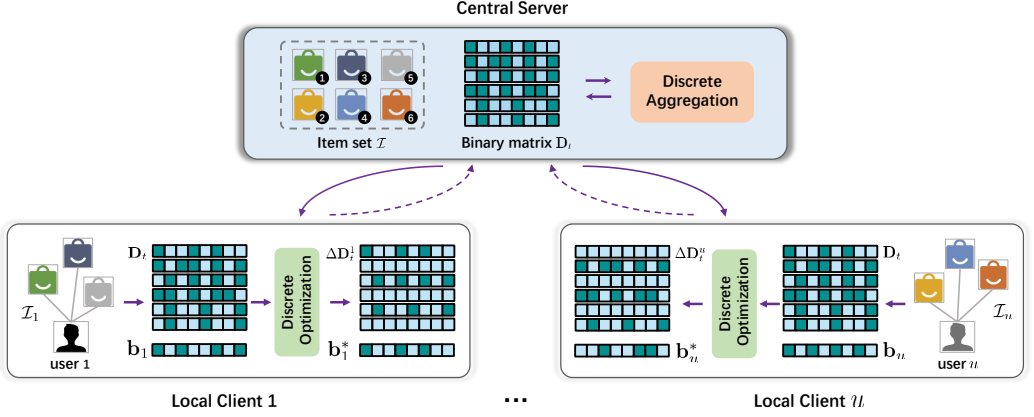 Central Server
1
3
5
2
4
6
Item set ℐ
Binary matrix D_t
Discrete
Aggregation
D_t
ΔD_t^1
Discrete
Optimization
ℐ_1
user 1
b_1
b_1^*
ΔD_t^u
D_t
Discrete
Optimization
ℐ_u
b_u^*
b_u
user u
Local Client 1
...
Local Client 𝒰